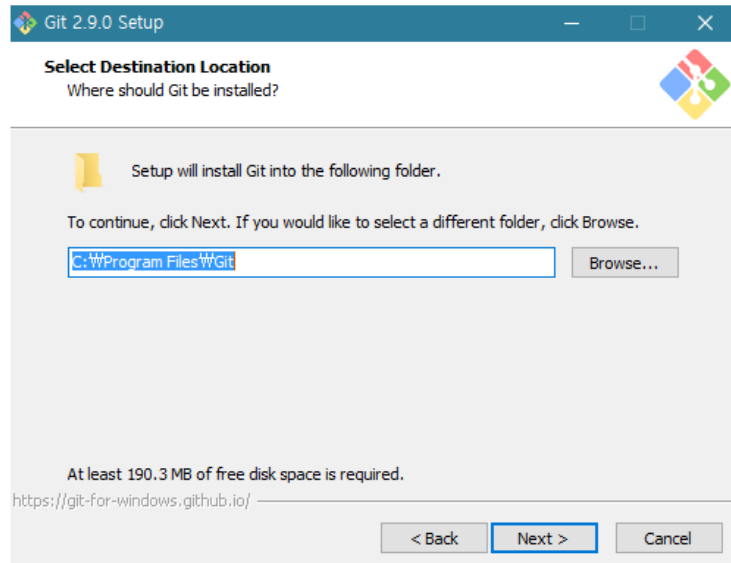 Git 2.9.0 Setup
Select Destination Location
Where should Git be installed?
Setup will install Git into the following folder.
To continue, click Next. If you would like to select a different folder, click Browse.
C:₩Program Files₩Git
Browse...
At least 190.3 MB of free disk space is required.
https://git-for-windows.github.io/
< Back Next > Cancel